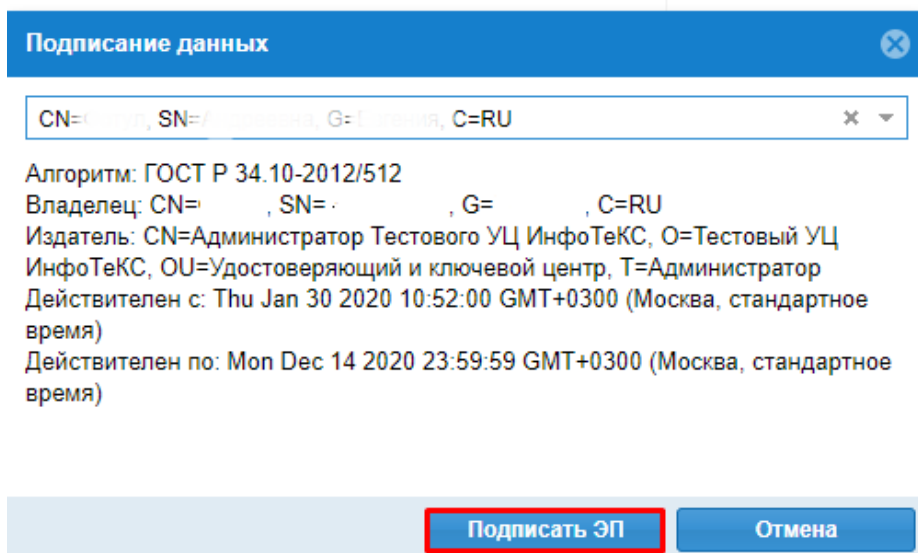 Подписание данных
CN= , SN= , G= , C=RU
Алгоритм: ГОСТ Р 34.10-2012/512
Владелец: CN= , SN= , G= , C=RU
Издатель: CN=Администратор Тестового УЦ ИнфоТеКС, O=Тестовый УЦ
ИнфоТеКС, OU=Удостоверяющий и ключевой центр, T=Администратор
Действителен с: Thu Jan 30 2020 10:52:00 GMT+0300 (Москва, стандартное
время)
Действителен по: Mon Dec 14 2020 23:59:59 GMT+0300 (Москва, стандартное
время)
Подписать ЭП
Отмена